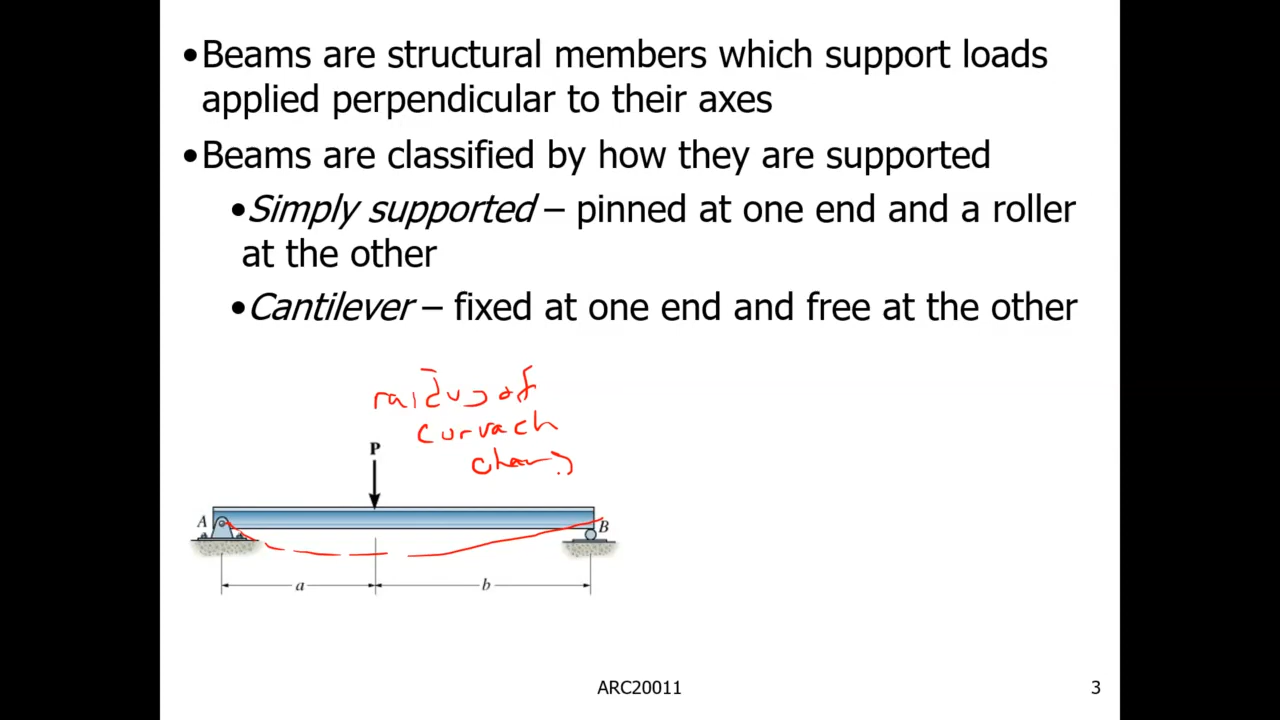 •Beams are structural members which support loads
applied perpendicular to their axes
•Beams are classified by how they are supported
•Simply supported – pinned at one end and a roller
at the other
•Cantilever – fixed at one end and free at the other
raidus of
curvach
P
A
B
a
b
ARC20011
3